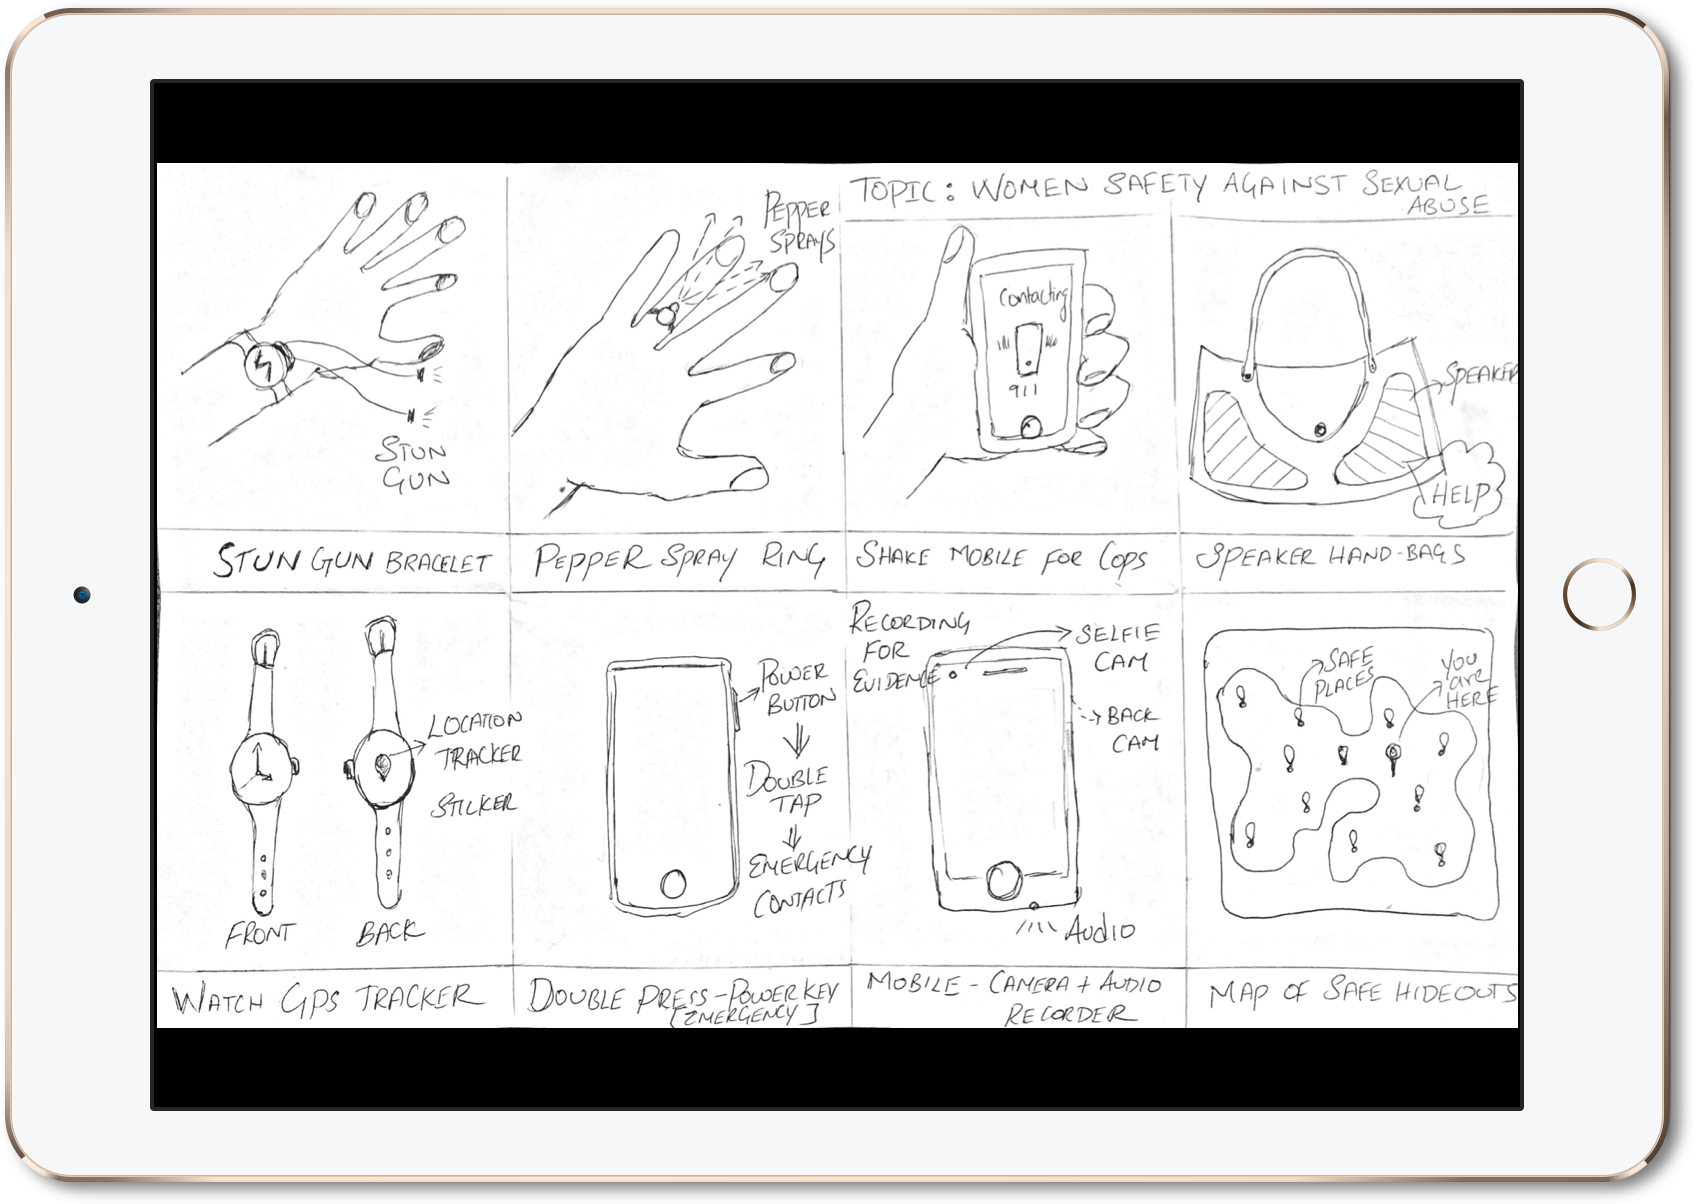 TOPIC: WOMEN SAFETY AGAINST SEXUAL
ABUSE
STUN
GUN
STUN GUN BRACELET
PEPPER
SPRAYS
PEPPER SPRAY RING
Contacting
911
SHAKE MOBILE FOR COPS
SPEAKER
HELP
SPEAKER HAND-BAGS
LOCATION
TRACKER
STICKER
FRONT
BACK
WATCH GPS TRACKER
POWER
BUTTON
DOUBLE
TAP
EMERGENCY
CONTACTS
DOUBLE PRESS-POWER KEY
[EMERGENCY]
RECORDING
FOR
EVIDENCE
SELFIE
CAM
BACK
CAM
AUDIO
MOBILE - CAMERA + AUDIO
RECORDER
SAFE
PLACES
YOU
are
HERE
MAP OF SAFE HIDEOUTS